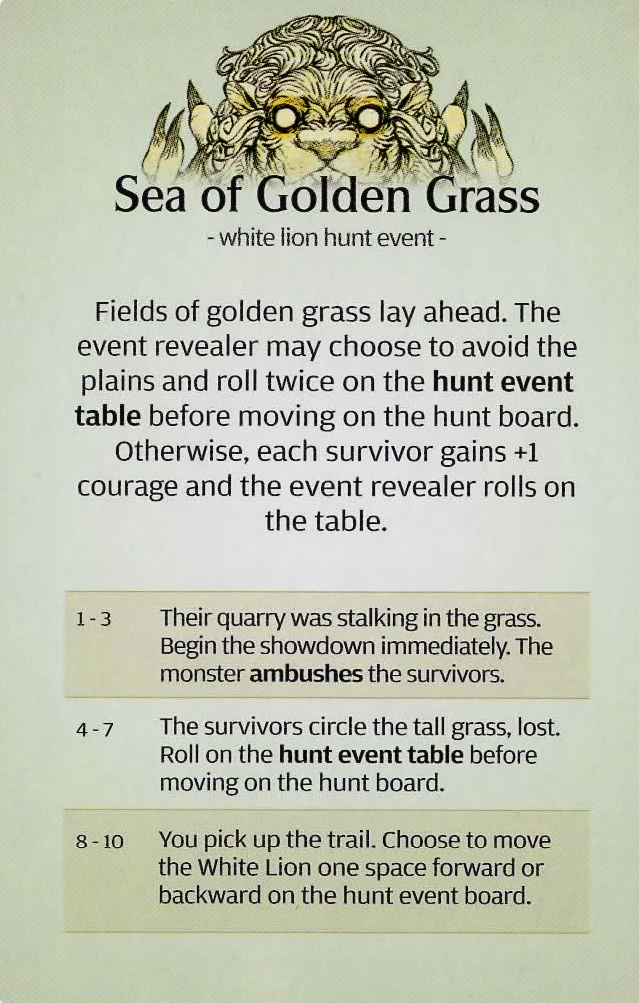 Sea of Golden Grass
- white lion hunt event -
Fields of golden grass lay ahead. The
event revealer may choose to avoid the
plains and roll twice on the hunt event
table before moving on the hunt board.
Otherwise, each survivor gains +1
courage and the event revealer rolls on
the table.
1 - 3 Their quarry was stalking in the grass.
Begin the showdown immediately. The
monster ambushes the survivors.
4 - 7 The survivors circle the tall grass, lost.
Roll on the hunt event table before
moving on the hunt board.
8 - 10 You pick up the trail. Choose to move
the White Lion one space forward or
backward on the hunt event board.